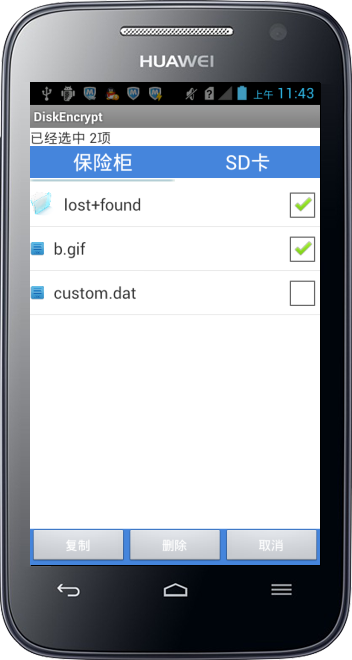 HUAWEI
上午 11:43
DiskEncrypt
已经选中 2项
保险柜 SD卡
lost+found
b.gif
custom.dat
复制 删除 取消